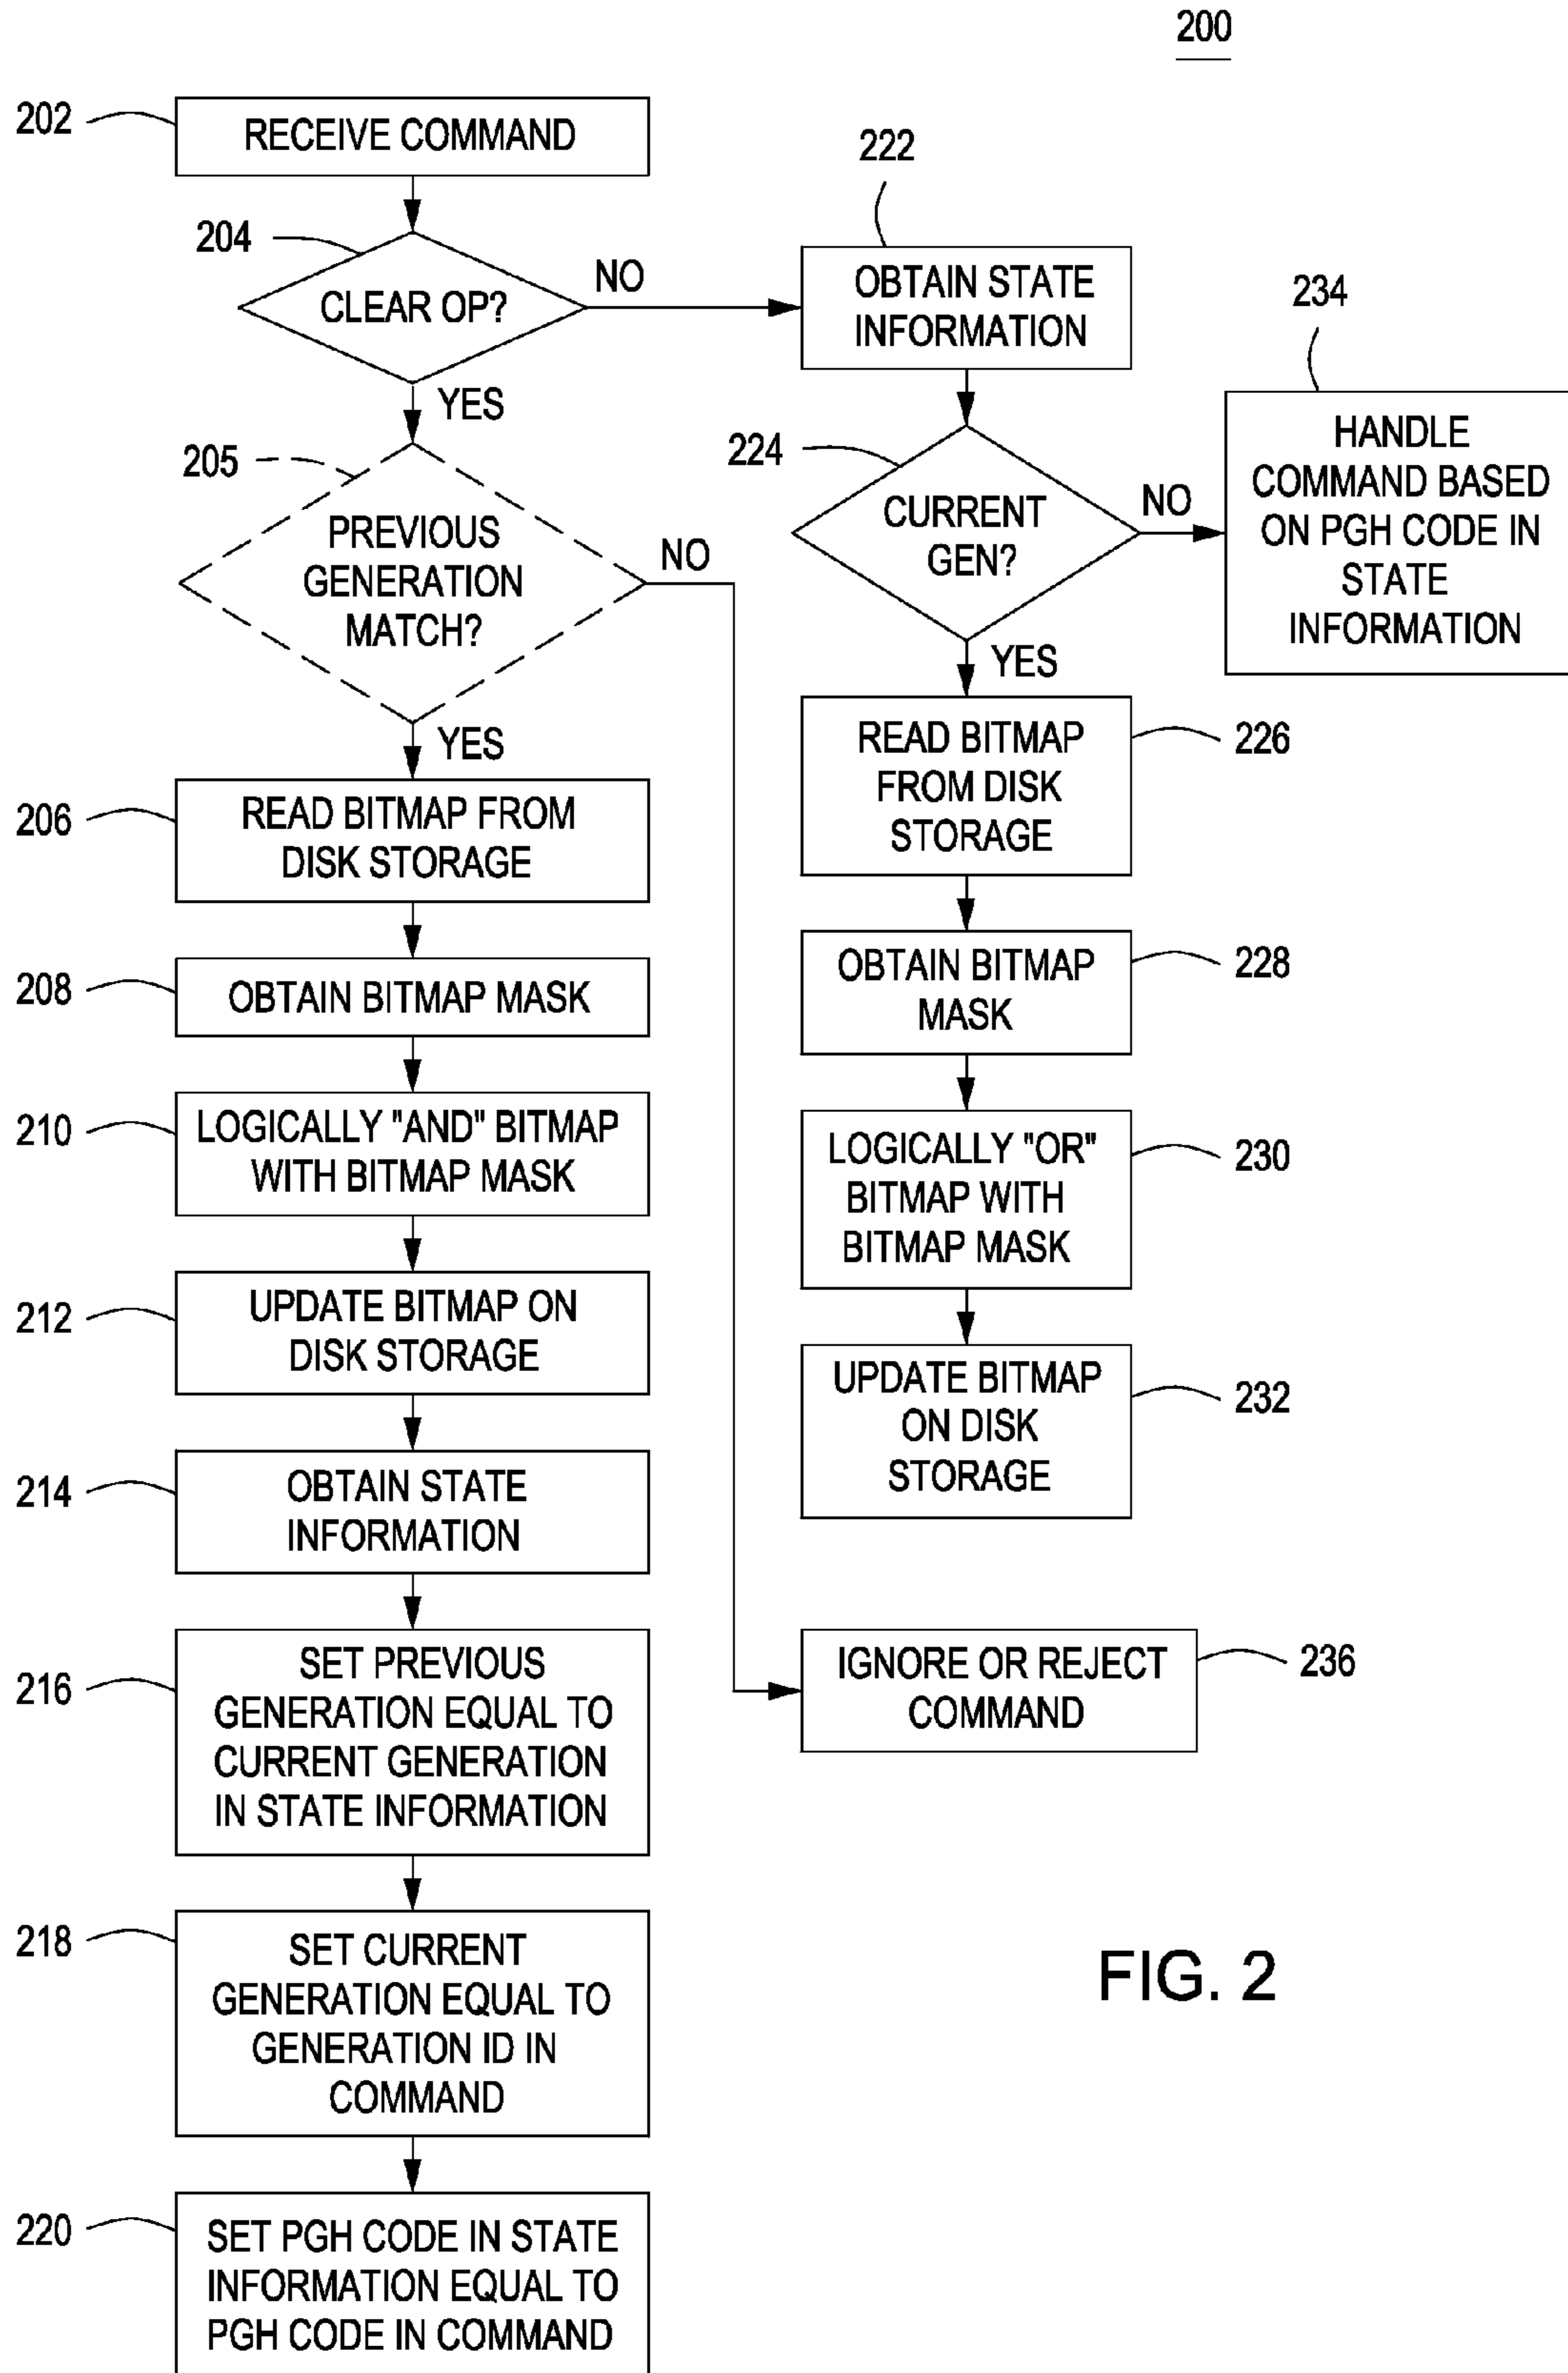 200
202
RECEIVE COMMAND
204
CLEAR OP?
NO
YES
205
PREVIOUS
GENERATION
MATCH?
NO
YES
206
READ BITMAP FROM
DISK STORAGE
208
OBTAIN BITMAP MASK
210
LOGICALLY "AND" BITMAP
WITH BITMAP MASK
212
UPDATE BITMAP ON
DISK STORAGE
214
OBTAIN STATE
INFORMATION
216
SET PREVIOUS
GENERATION EQUAL TO
CURRENT GENERATION
IN STATE INFORMATION
218
SET CURRENT
GENERATION EQUAL TO
GENERATION ID IN
COMMAND
220
SET PGH CODE IN STATE
INFORMATION EQUAL TO
PGH CODE IN COMMAND
222
OBTAIN STATE
INFORMATION
224
CURRENT
GEN?
NO
YES
234
HANDLE
COMMAND BASED
ON PGH CODE IN
STATE
INFORMATION
READ BITMAP
FROM DISK
STORAGE
226
OBTAIN BITMAP
MASK
228
LOGICALLY "OR"
BITMAP WITH
BITMAP MASK
230
UPDATE BITMAP
ON DISK
STORAGE
232
IGNORE OR REJECT
COMMAND
236
FIG. 2